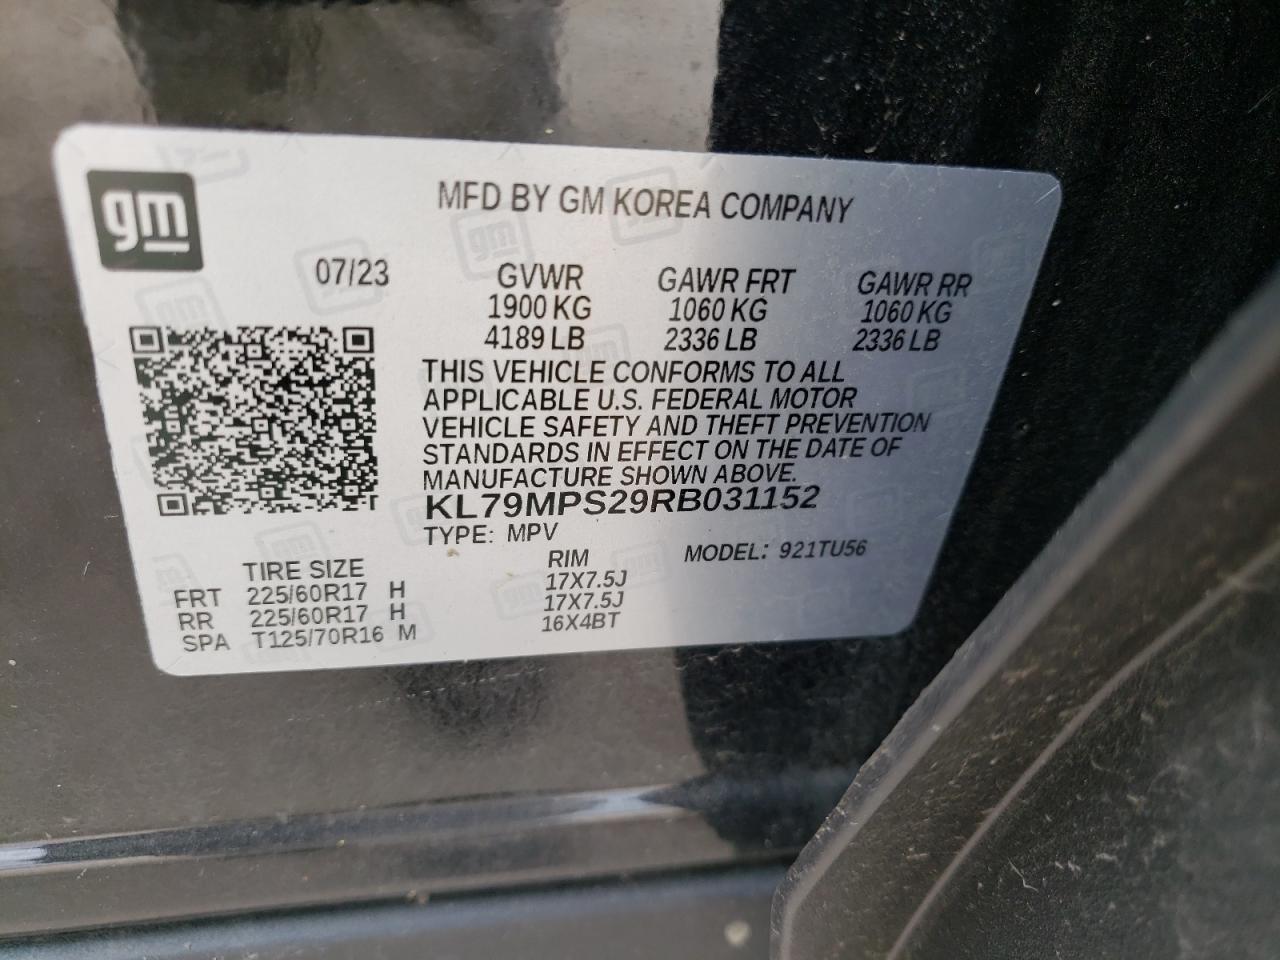 gm
MFD BY GM KOREA COMPANY
07/23 GVWR GAWR FRT GAWR RR
1900 KG 1060 KG 1060 KG
4189 LB 2336 LB 2336 LB
THIS VEHICLE CONFORMS TO ALL
APPLICABLE U.S. FEDERAL MOTOR
VEHICLE SAFETY AND THEFT PREVENTION
STANDARDS IN EFFECT ON THE DATE OF
MANUFACTURE SHOWN ABOVE.
KL79MPS29RB031152
TYPE: MPV MODEL: 921TU56
TIRE SIZE RIM
FRT 225/60R17 H 17X7.5J
RR 225/60R17 H 17X7.5J
SPA T125/70R16 M 16X4BT